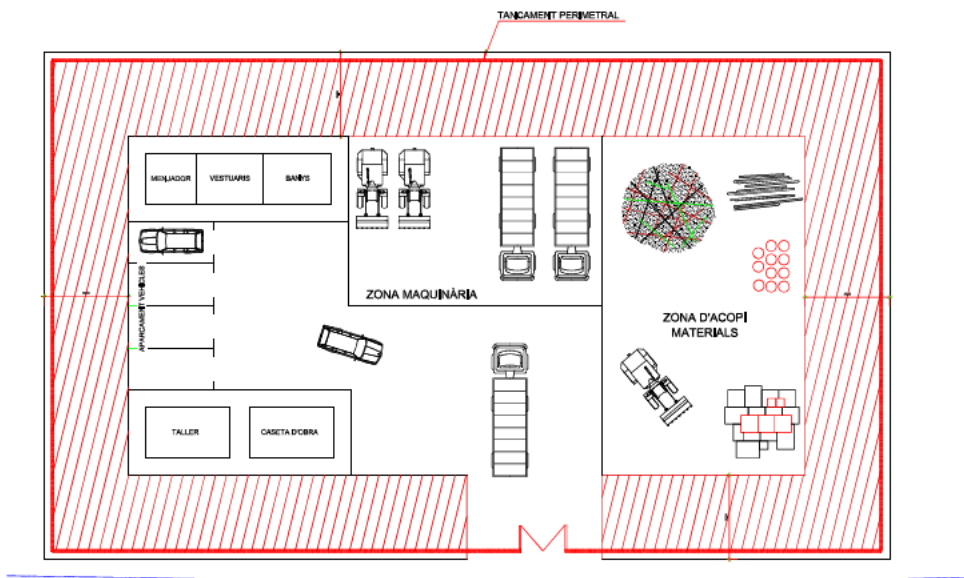 TANCAMENT PERIMETRAL
MENJADOR
VESTUARIS
BANYS
APARCAMENT VEHICLES
ZONA MAQUINÀRIA
ZONA D'ACOPI
MATERIALS
TALLER
CASETA D'OBRA